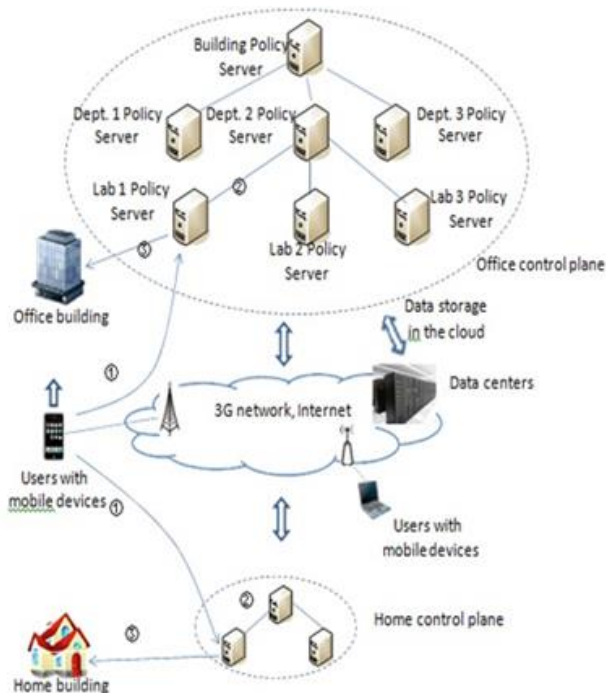 Building Policy
Server
Dept. 1 Policy
Server
Dept. 2 Policy
Server
Dept. 3 Policy
Server
Lab 1 Policy
Server
②
Lab 2 Policy
Server
Lab 3 Policy
Server
③
Office building
Office control plane
Data storage
in the cloud
①
Data centers
3G network, Internet
Users with
mobile devices
①
Users with
mobile devices
②
Home control plane
③
Home building